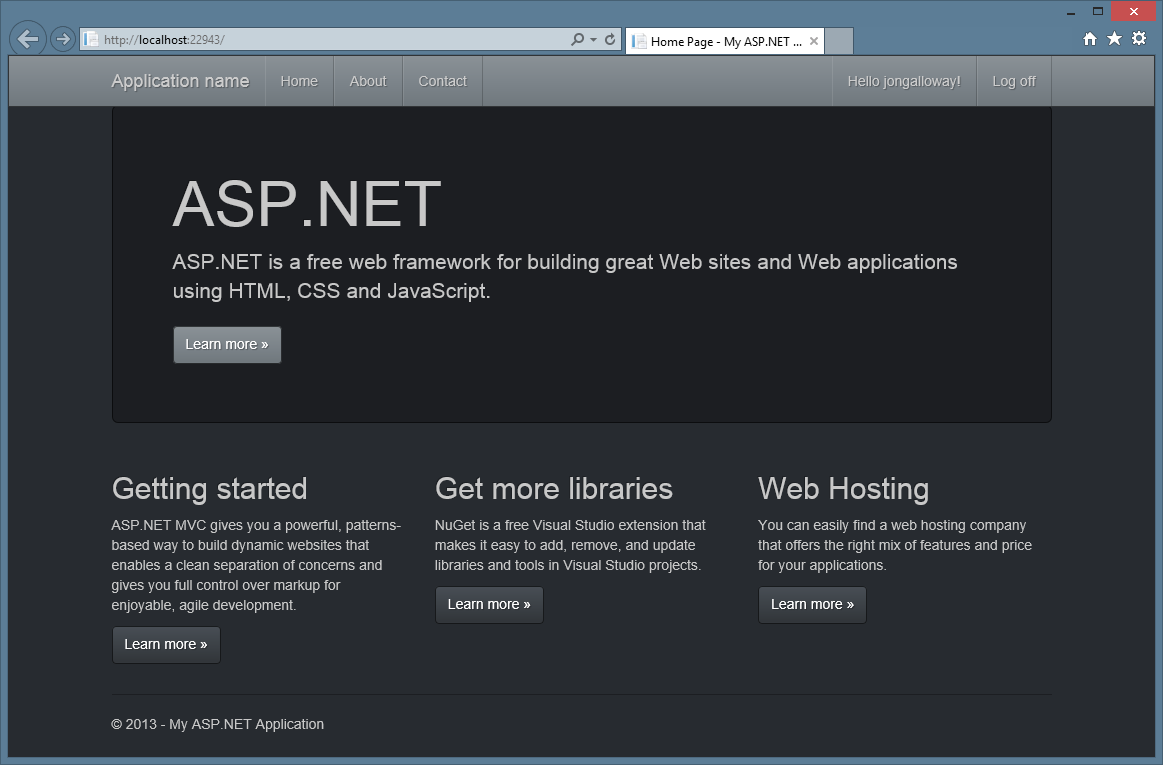 http://localhost:22943/
Home Page - My ASP.NET ...
Application name Home About Contact Hello jongalloway! Log off
ASP.NET
ASP.NET is a free web framework for building great Web sites and Web applications
using HTML, CSS and JavaScript.
Learn more »
Getting started
ASP.NET MVC gives you a powerful, patterns-
based way to build dynamic websites that
enables a clean separation of concerns and
gives you full control over markup for
enjoyable, agile development.
Learn more »
Get more libraries
NuGet is a free Visual Studio extension that
makes it easy to add, remove, and update
libraries and tools in Visual Studio projects.
Learn more »
Web Hosting
You can easily find a web hosting company
that offers the right mix of features and price
for your applications.
Learn more »
© 2013 - My ASP.NET Application